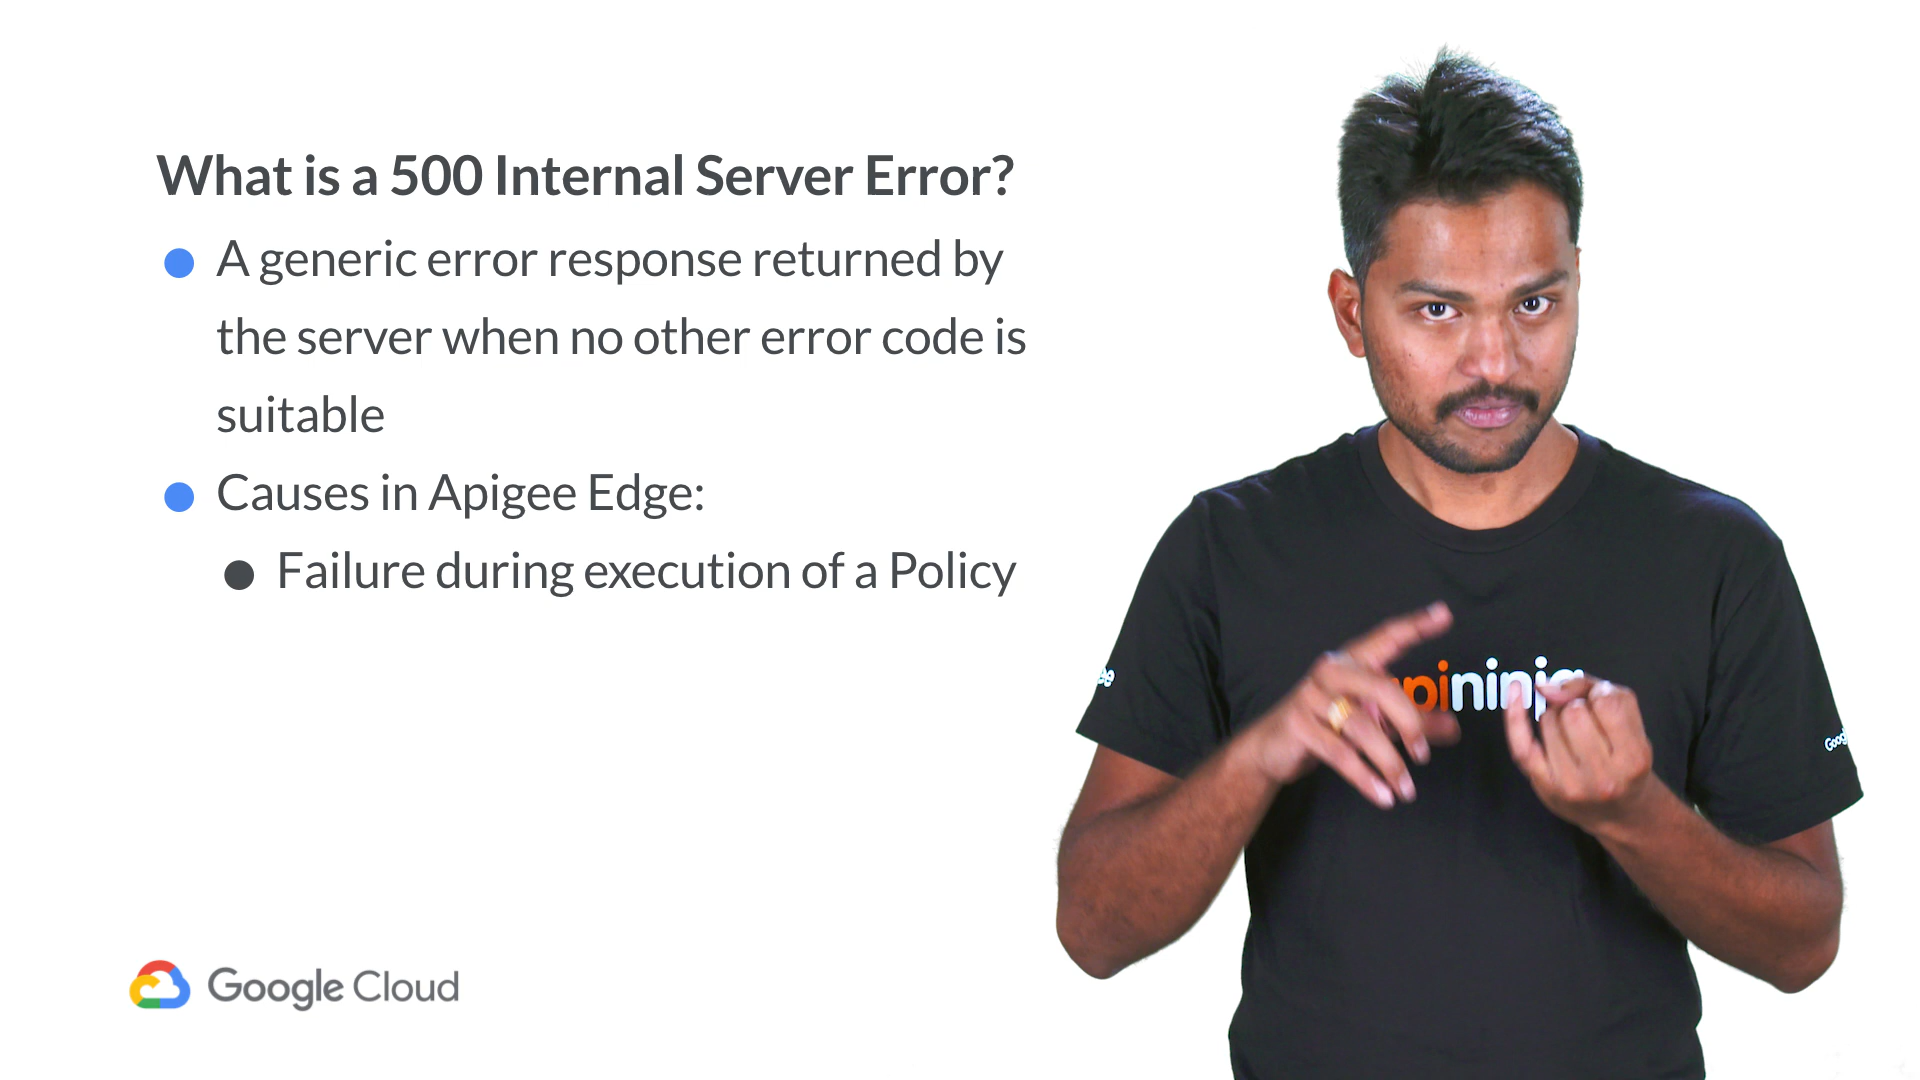 What is a 500 Internal Server Error?
A generic error response returned by
the server when no other error code is
suitable
Causes in Apigee Edge:
Failure during execution of a Policy
pininja
Google Cloud